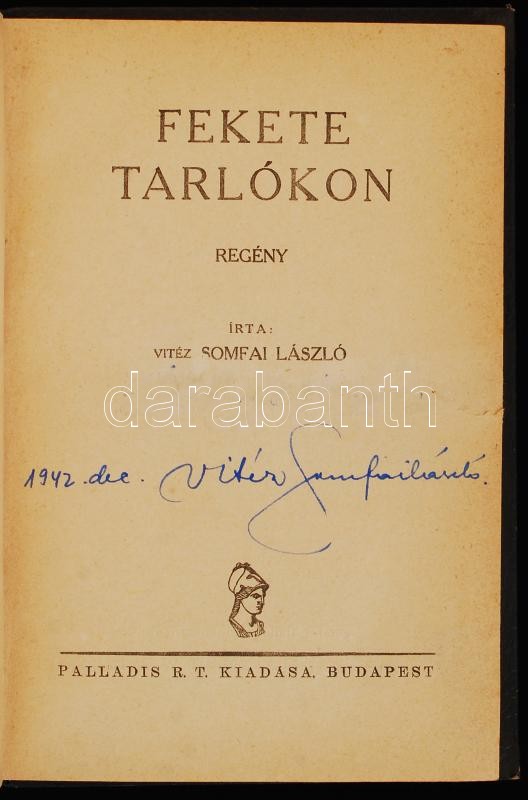 FEKETE
TARLÓKON
REGÉNY
ÍRTA:
VITÉZ SOMFAI LÁSZLÓ
darabanth
1942. dec. Vitéz Somfai László.
PALLADIS R. T. KIADÁSA, BUDAPEST